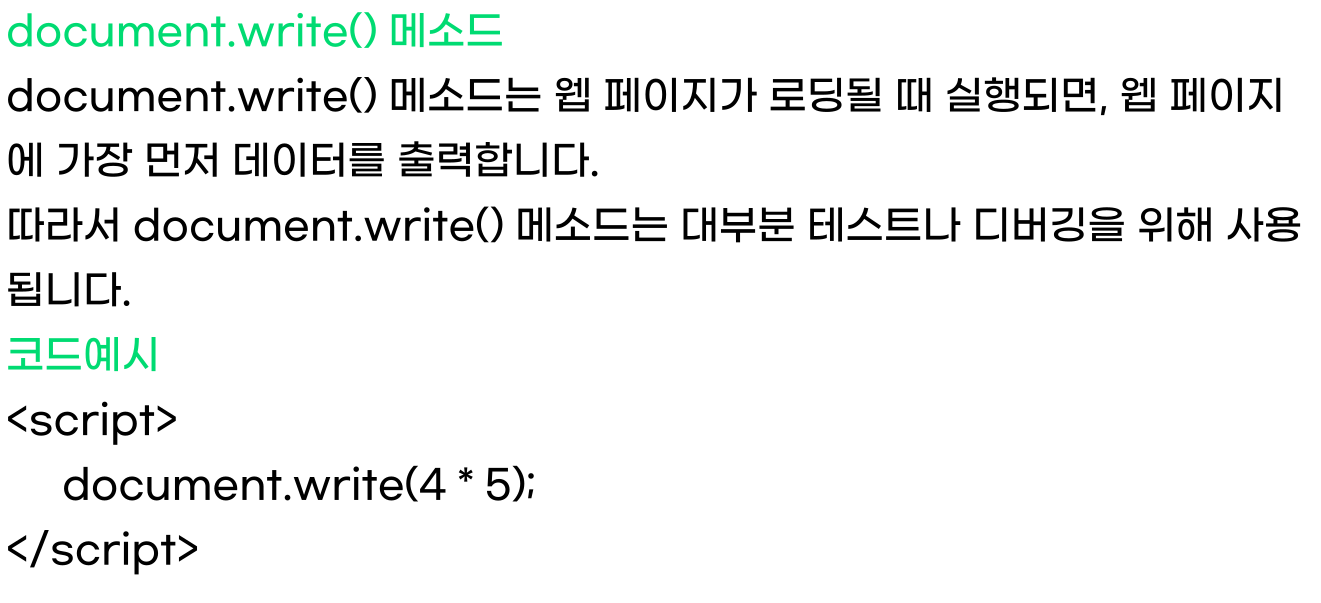 document.write() 메소드
document.write() 메소드는 웹 페이지가 로딩될 때 실행되면, 웹 페이지
에 가장 먼저 데이터를 출력합니다.
따라서 document.write() 메소드는 대부분 테스트나 디버깅을 위해 사용
됩니다.
코드예시
<script>
    document.write(4 * 5);
</script>